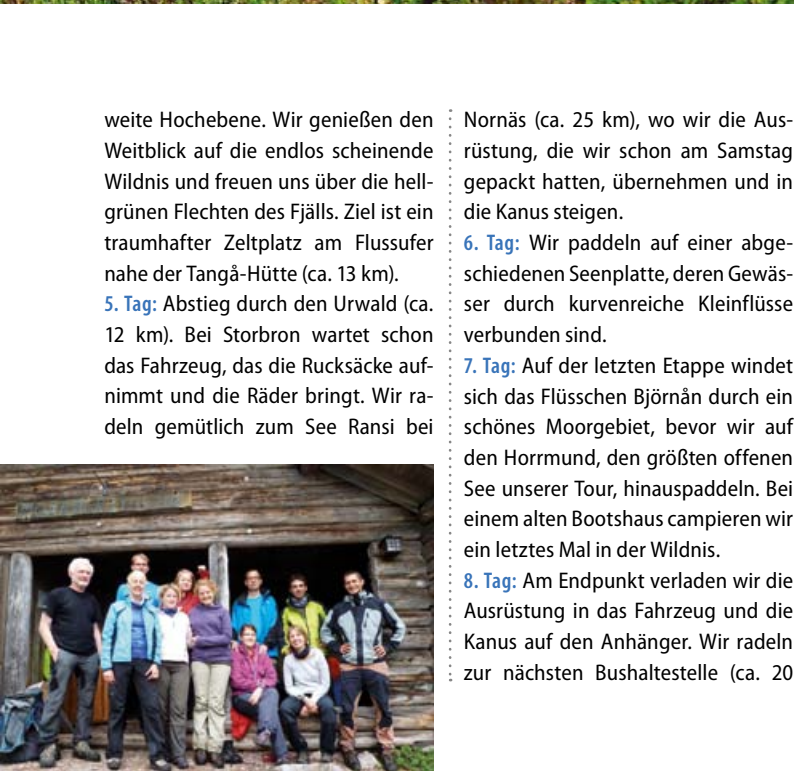 weite Hochebene. Wir genießen den
Weitblick auf die endlos scheinende
Wildnis und freuen uns über die hell-
grünen Flechten des Fjälls. Ziel ist ein
traumhafter Zeltplatz am Flussufer
nahe der Tangå-Hütte (ca. 13 km).
5. Tag: Abstieg durch den Urwald (ca.
12 km). Bei Storbron wartet schon
das Fahrzeug, das die Rucksäcke auf-
nimmt und die Räder bringt. Wir ra-
deln gemütlich zum See Ransi bei
Nornäs (ca. 25 km), wo wir die Aus-
rüstung, die wir schon am Samstag
gepackt hatten, übernehmen und in
die Kanus steigen.
6. Tag: Wir paddeln auf einer abge-
schiedenen Seenplatte, deren Gewäs-
ser durch kurvenreiche Kleinflüsse
verbunden sind.
7. Tag: Auf der letzten Etappe windet
sich das Flüsschen Björnån durch ein
schönes Moorgebiet, bevor wir auf
den Horrmund, den größten offenen
See unserer Tour, hinauspaddeln. Bei
einem alten Bootshaus campieren wir
ein letztes Mal in der Wildnis.
8. Tag: Am Endpunkt verladen wir die
Ausrüstung in das Fahrzeug und die
Kanus auf den Anhänger. Wir radeln
zur nächsten Bushaltestelle (ca. 20